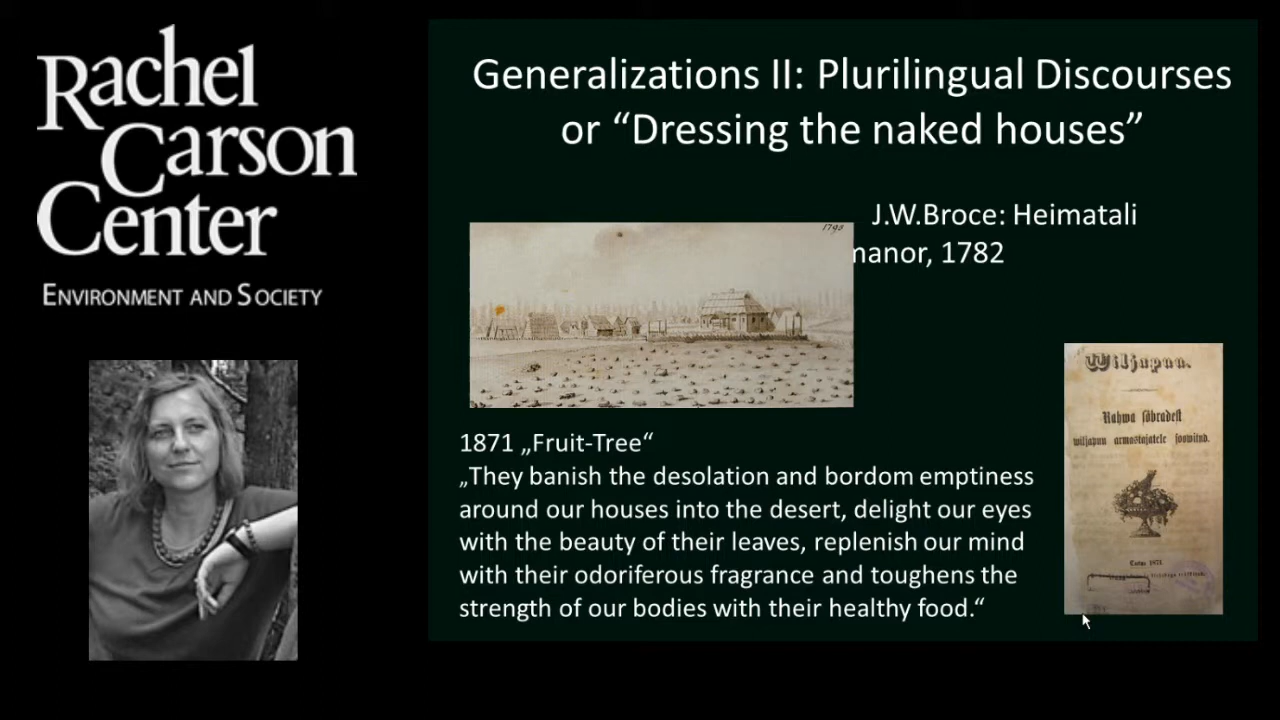 Rachel
Carson
Center
ENVIRONMENT AND SOCIETY
Generalizations II: Plurilingual Discourses
or “Dressing the naked houses”
J.W.Broce: Heimatali
manor, 1782
1795
1871 „Fruit-Tree“
„They banish the desolation and bordom emptiness
around our houses into the desert, delight our eyes
with the beauty of their leaves, replenish our mind
with their odoriferous fragrance and toughens the
strength of our bodies with their healthy food.“
Wiljapuu.
Rahwa sõbradest
wiljapuu armastajatele soowitud.
1871.